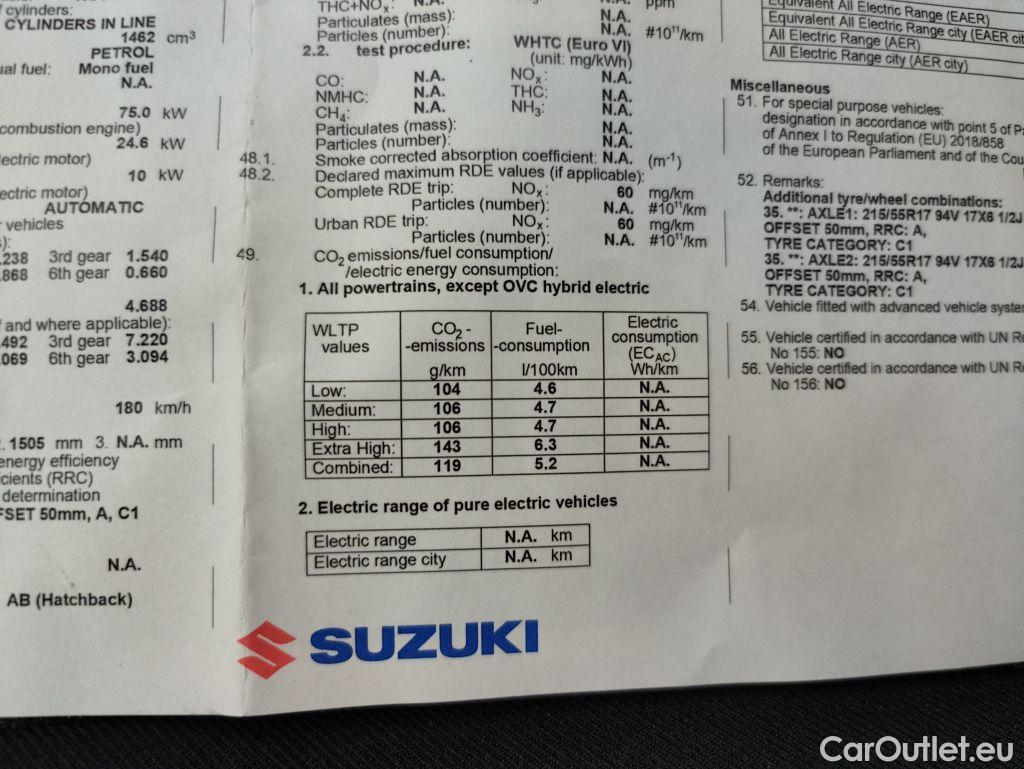 cylinders:
CYLINDERS IN LINE
1462 cm³
PETROL
ual fuel: Mono fuel
N.A.
75.0 kW
combustion engine)
24.6 kW
lectric motor)
10 kW
ectric motor)
AUTOMATIC
r vehicles
s):
.238 3rd gear 1.540
.868 6th gear 0.660
4.688
f and where applicable):
.492 3rd gear 7.220
.069 6th gear 3.094
180 km/h
. 1505 mm 3. N.A. mm
energy efficiency
cients (RRC)
determination
FSET 50mm, A, C1
N.A.
AB (Hatchback)
THC+NOx: N.A.
ppm
Particulates (mass): N.A.
Particles (number): N.A. #10¹¹/km
2.2. test procedure: WHTC (Euro VI)
(unit: mg/kWh)
CO: N.A. NOx: N.A.
NMHC: N.A. THC: N.A.
CH4: N.A. NH3: N.A.
Particulates (mass): N.A.
Particles (number): N.A.
48.1. Smoke corrected absorption coefficient: N.A. (m⁻¹)
48.2. Declared maximum RDE values (if applicable):
Complete RDE trip: NOx: 60 mg/km
Particles (number): N.A. #10¹¹/km
Urban RDE trip: NOx: 60 mg/km
Particles (number): N.A. #10¹¹/km
49. CO2 emissions/fuel consumption/
/electric energy consumption:
1. All powertrains, except OVC hybrid electric
WLTP values CO2 -emissions g/km Fuel-consumption l/100km Electric consumption (ECAC) Wh/km
Low: 104 4.6 N.A.
Medium: 106 4.7 N.A.
High: 106 4.7 N.A.
Extra High: 143 6.3 N.A.
Combined: 119 5.2 N.A.
2. Electric range of pure electric vehicles
Electric range N.A. km
Electric range city N.A. km
SUZUKI
Equivalent All Electric Range (EAER)
Equivalent All Electric Range city (EAER cit
All Electric Range (AER)
All Electric Range city (AER city)
Miscellaneous
51. For special purpose vehicles:
designation in accordance with point 5 of Pa
of Annex I to Regulation (EU) 2018/858
of the European Parliament and of the Cou
52. Remarks:
Additional tyre/wheel combinations:
35. **: AXLE1: 215/55R17 94V 17X6 1/2J
OFFSET 50mm, RRC: A,
TYRE CATEGORY: C1
35. **: AXLE2: 215/55R17 94V 17X6 1/2J
OFFSET 50mm, RRC: A,
TYRE CATEGORY: C1
54. Vehicle fitted with advanced vehicle system
55. Vehicle certified in accordance with UN Re
No 155: NO
56. Vehicle certified in accordance with UN Re
No 156: NO
CarOutlet.eu